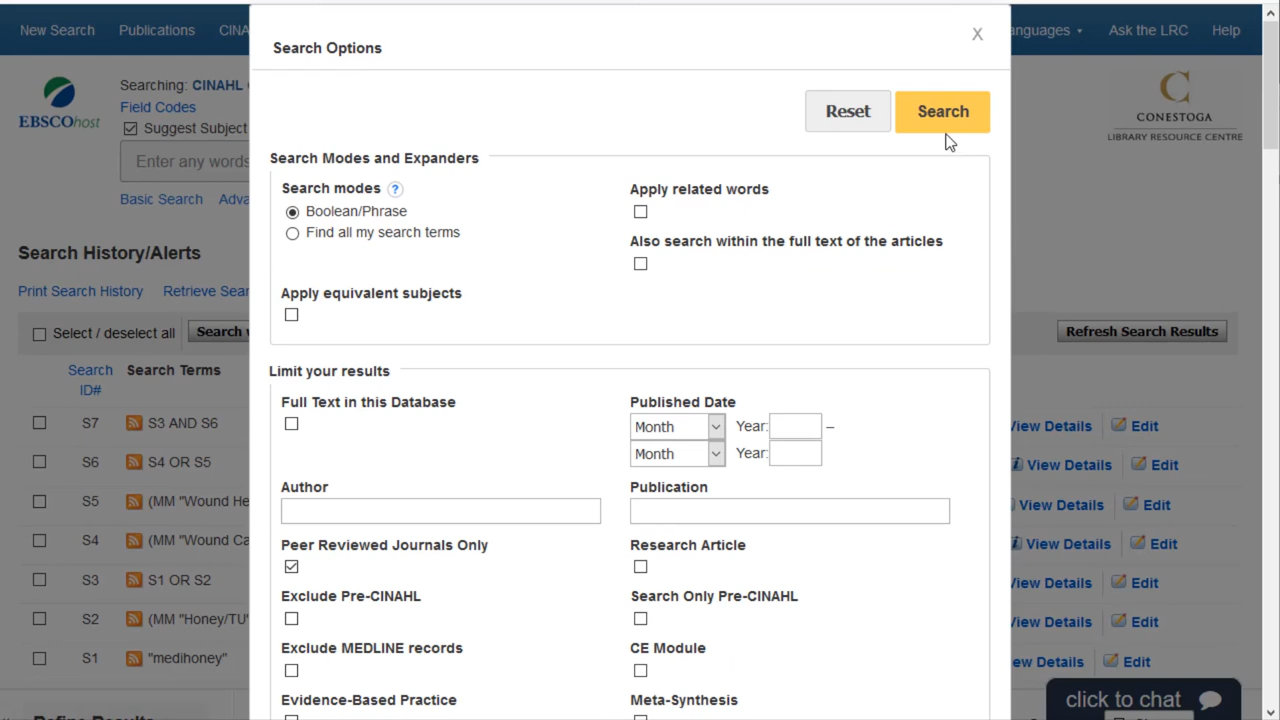 New Search Publications CINA
anguages Ask the LRC Help
Search Options
X
Searching: CINAHL
Field Codes
Suggest Subject
EBSCOhost
Enter any words
Basic Search Adva
C
CONESTOGA
LIBRARY RESOURCE CENTRE
Reset Search
Search Modes and Expanders
Search modes ?
Boolean/Phrase
Find all my search terms
Apply related words
Also search within the full text of the articles
Apply equivalent subjects
Search History/Alerts
Print Search History Retrieve Sear
Select / deselect all Search w
Refresh Search Results
Search ID# Search Terms
S7 S3 AND S6 View Details Edit
S6 S4 OR S5 View Details Edit
S5 (MM "Wound He View Details Edit
S4 (MM "Wound Ca View Details Edit
S3 S1 OR S2 View Details Edit
S2 (MM "Honey/TU" View Details Edit
S1 "medihoney" ew Details Edit
Limit your results
Full Text in this Database Published Date
Month Year: –
Month Year:
Author Publication
Peer Reviewed Journals Only Research Article
Exclude Pre-CINAHL Search Only Pre-CINAHL
Exclude MEDLINE records CE Module
Evidence-Based Practice Meta-Synthesis
click to chat